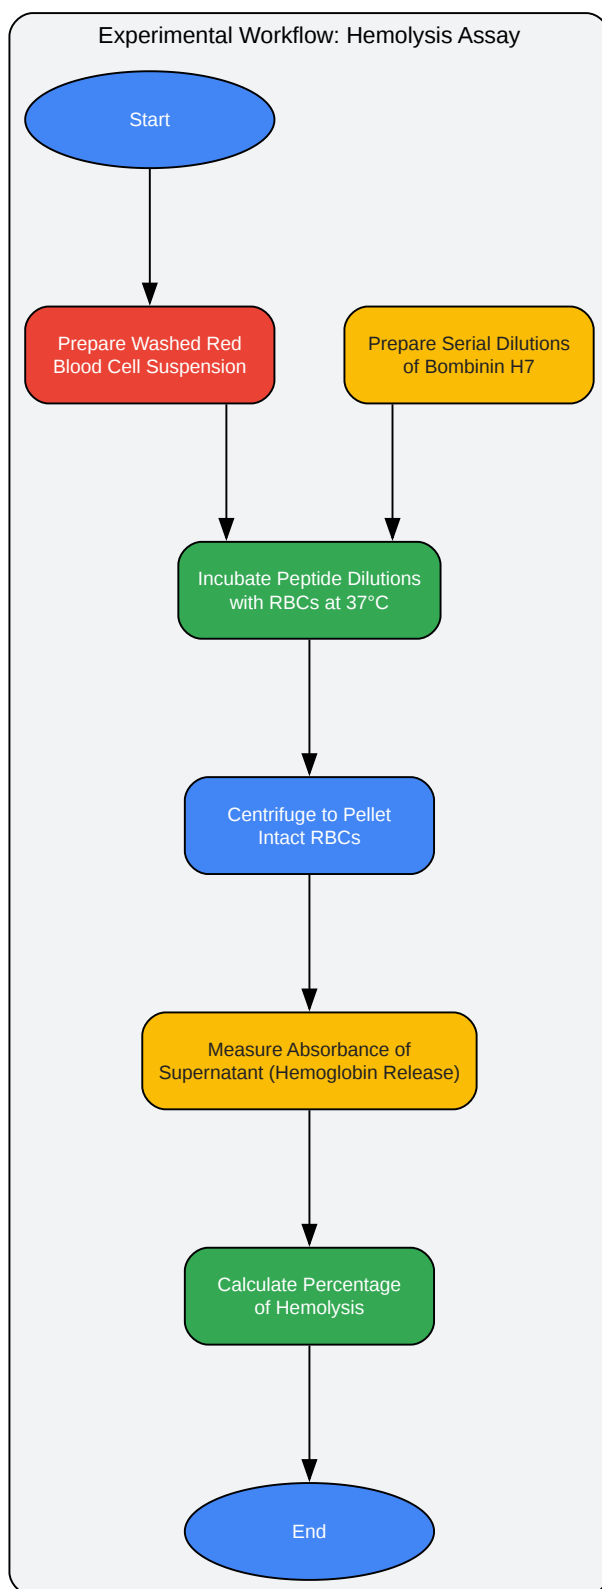 Experimental Workflow: Hemolysis Assay
Start
Prepare Washed Red
Blood Cell Suspension
Prepare Serial Dilutions
of Bombinin H7
Incubate Peptide Dilutions
with RBCs at 37°C
Centrifuge to Pellet
Intact RBCs
Measure Absorbance of
Supernatant (Hemoglobin Release)
Calculate Percentage
of Hemolysis
End